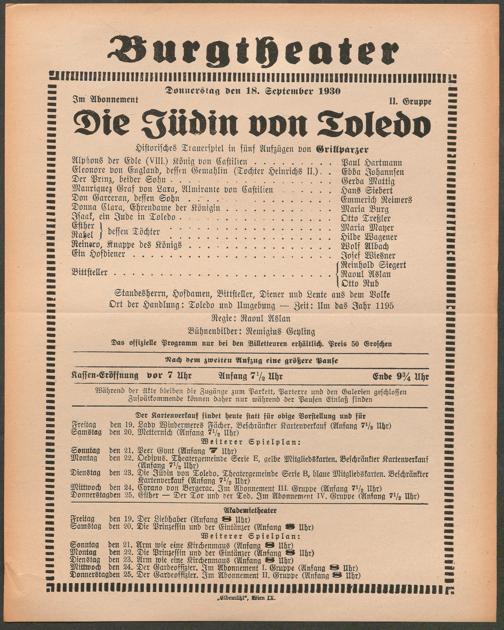 Burgtheater
Donnerstag den 18. September 1930
Im Abonnement II. Gruppe
Die Jüdin von Toledo
Historisches Trauerspiel in fünf Aufzügen von Grillparzer
Alphons der Edle (VIII.) König von Castilien . . . Paul Hartmann
Eleonore von England, dessen Gemahlin (Tochter Heinrichs II.) . . Ebba Johannsen
Der Prinz, beider Sohn . . . Gerda Mattig
Manriquez Graf von Lara, Almirante von Castilien . . . Hans Siebert
Don Garceran, dessen Sohn . . . Emmerich Reimers
Donna Clara, Ehrendame der Königin . . . Maria Burg
Isaak, ein Jude in Toledo . . . Otto Treßler
Esther } dessen Töchter . . . Maria Mayer
Rahel Hilde Wagener
Reinero, Knappe des Königs . . . Wolf Albach
Ein Hofdiener . . . Josef Wiesner
Bittsteller . . . { Reinhold Siegert
Raoul Aslan
Otto Rub
Standesherrn, Hofdamen, Bittsteller, Diener und Leute aus dem Volke
Ort der Handlung: Toledo und Umgebung — Zeit: Um das Jahr 1195
Regie: Raoul Aslan
Bühnenbilder: Remigius Geyling
Das offizielle Programm nur bei den Billetteuren erhältlich. Preis 50 Groschen
Nach dem zweiten Aufzug eine größere Pause
Kassen-Eröffnung vor 7 Uhr Anfang 7½ Uhr Ende 9¾ Uhr
Während der Akte bleiben die Zugänge zum Parkett, Parterre und den Galerien geschlossen
Zuspätkommende können daher nur während der Pausen Einlaß finden
Der Kartenverkauf findet heute statt für obige Vorstellung und für
Freitag den 19. Lady Windermeres Fächer. Beschränkter Kartenverkauf (Anfang 7½ Uhr)
Samstag den 20. Metternich (Anfang 7½ Uhr)
Weiterer Spielplan:
Sonntag den 21. Peer Gynt (Anfang 7 Uhr)
Montag den 22. Oedipus. Theatergemeinde Serie E, gelbe Mitgliedskarten. Beschränkter Kartenverkauf
(Anfang 7½ Uhr)
Dienstag den 23. Die Jüdin von Toledo. Theatergemeinde Serie B, blaue Mitgliedskarten. Beschränkter
Kartenverkauf (Anfang 7½ Uhr)
Mittwoch den 24. Cyrano von Bergerac. Im Abonnement III. Gruppe (Anfang 7½ Uhr)
Donnerstag den 25. Esther — Der Tor und der Tod. Im Abonnement IV. Gruppe (Anfang 7½ Uhr)
Akademietheater
Freitag den 19. Der Liebhaber (Anfang 8 Uhr)
Samstag den 20. Die Prinzessin und der Eintänzer (Anfang 8 Uhr)
Weiterer Spielplan:
Sonntag den 21. Arm wie eine Kirchenmaus (Anfang 8 Uhr)
Montag den 22. Die Prinzessin und der Eintänzer (Anfang 8 Uhr)
Dienstag den 23. Arm wie eine Kirchenmaus (Anfang 8 Uhr)
Mittwoch den 24. Der Gardeoffizier. Im Abonnement I. Gruppe (Anfang 8 Uhr)
Donnerstag den 25. Der Gardeoffizier. Im Abonnement II. Gruppe (Anfang 8 Uhr)
„Elbemühl", Wien IX.